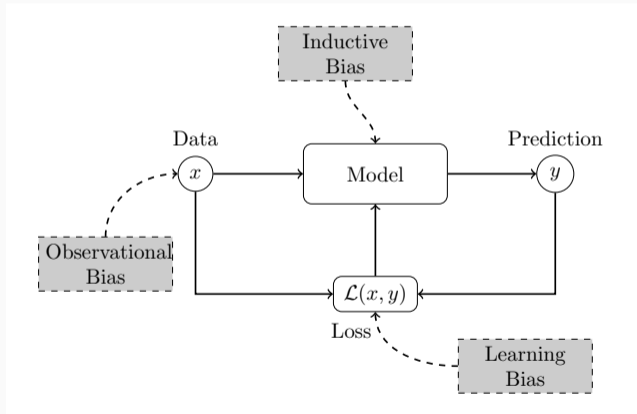 Inductive
Bias
Data
Prediction
x
Model
y
Observational
Bias
ℒ(x, y)
Loss
Learning
Bias